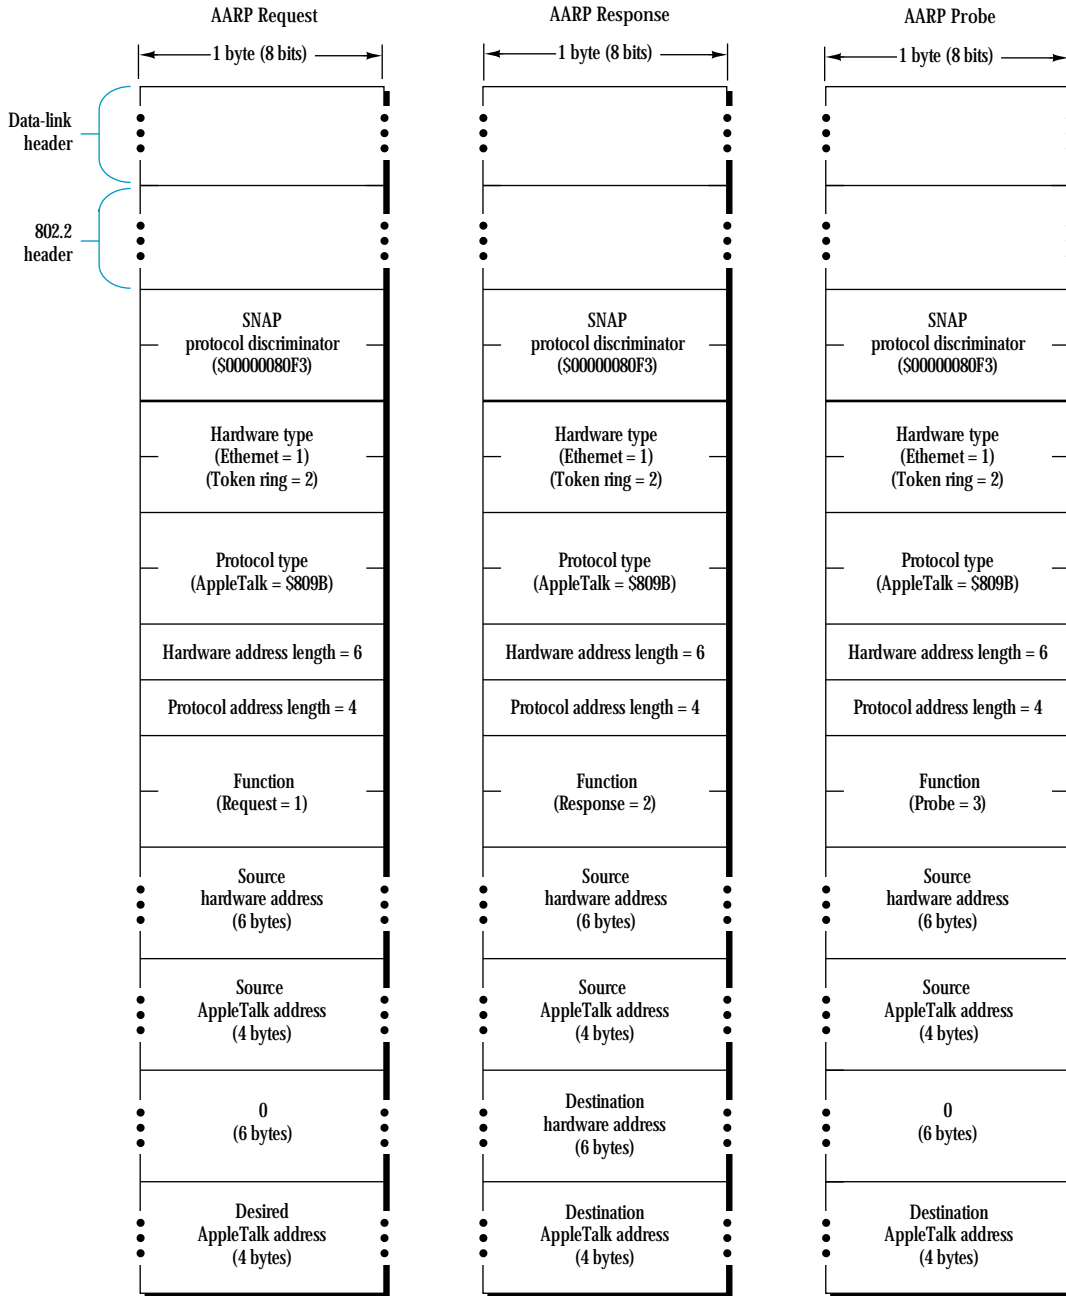 AARP Request
1 byte (8 bits)
Data-link
header
802.2
header
SNAP
protocol discriminator
($00000080F3)
Hardware type
(Ethernet = 1)
(Token ring = 2)
Protocol type
(AppleTalk = $809B)
Hardware address length = 6
Protocol address length = 4
Function
(Request = 1)
Source
hardware address
(6 bytes)
Source
AppleTalk address
(4 bytes)
0
(6 bytes)
Desired
AppleTalk address
(4 bytes)
AARP Response
1 byte (8 bits)
SNAP
protocol discriminator
($00000080F3)
Hardware type
(Ethernet = 1)
(Token ring = 2)
Protocol type
(AppleTalk = $809B)
Hardware address length = 6
Protocol address length = 4
Function
(Response = 2)
Source
hardware address
(6 bytes)
Source
AppleTalk address
(4 bytes)
Destination
hardware address
(6 bytes)
Destination
AppleTalk address
(4 bytes)
AARP Probe
1 byte (8 bits)
SNAP
protocol discriminator
($00000080F3)
Hardware type
(Ethernet = 1)
(Token ring = 2)
Protocol type
(AppleTalk = $809B)
Hardware address length = 6
Protocol address length = 4
Function
(Probe = 3)
Source
hardware address
(6 bytes)
Source
AppleTalk address
(4 bytes)
0
(6 bytes)
Destination
AppleTalk address
(4 bytes)